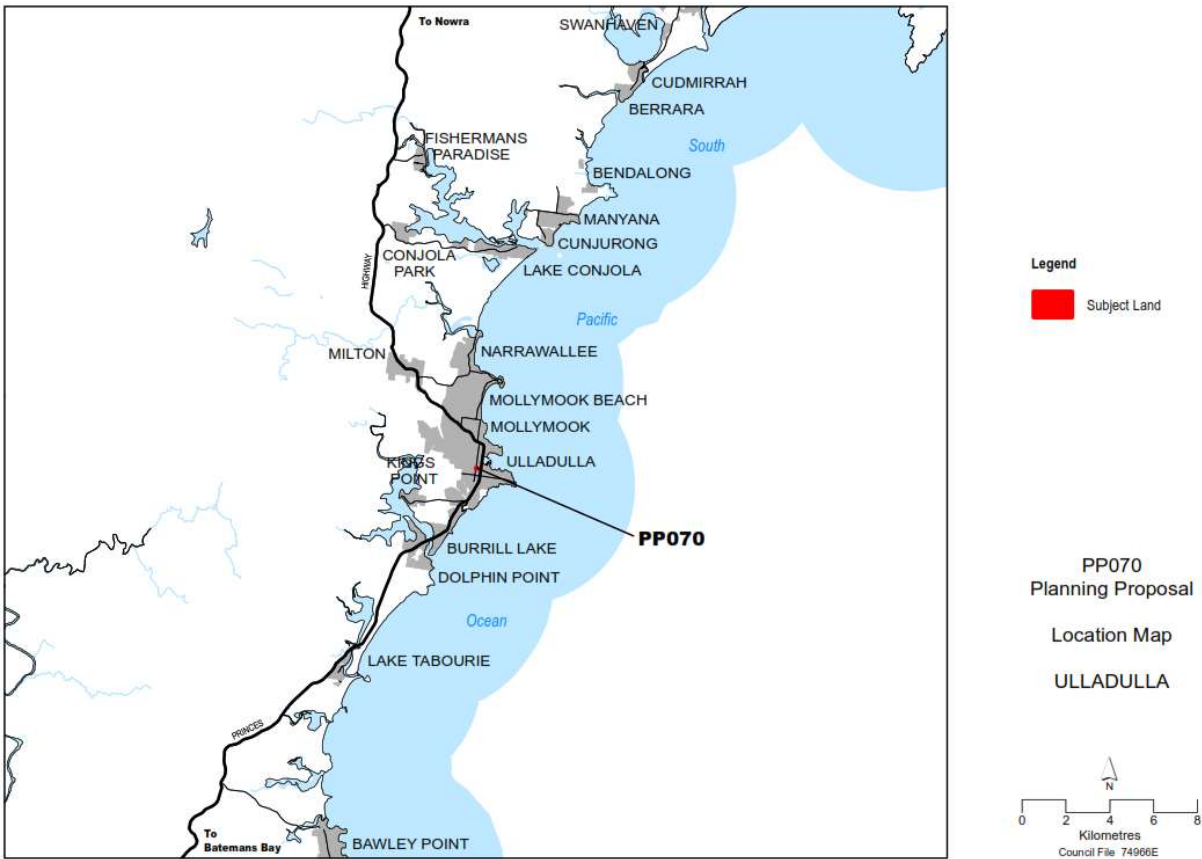 To Nowra
SWANHAVEN
CUDMIRRAH
BERRARA
South
FISHERMANS
PARADISE
BENDALONG
MANYANA
CUNJURONG
CONJOLA
PARK
LAKE CONJOLA
HIGHWAY
Pacific
MILTON
NARRAWALLEE
MOLLYMOOK BEACH
MOLLYMOOK
KINGS
POINT
ULLADULLA
PP070
BURRILL LAKE
DOLPHIN POINT
Ocean
LAKE TABOURIE
PRINCES
To
Batemans Bay
BAWLEY POINT
Legend
Subject Land
PP070
Planning Proposal
Location Map
ULLADULLA
N
0 2 4 6 8
Kilometres
Council File 74966E